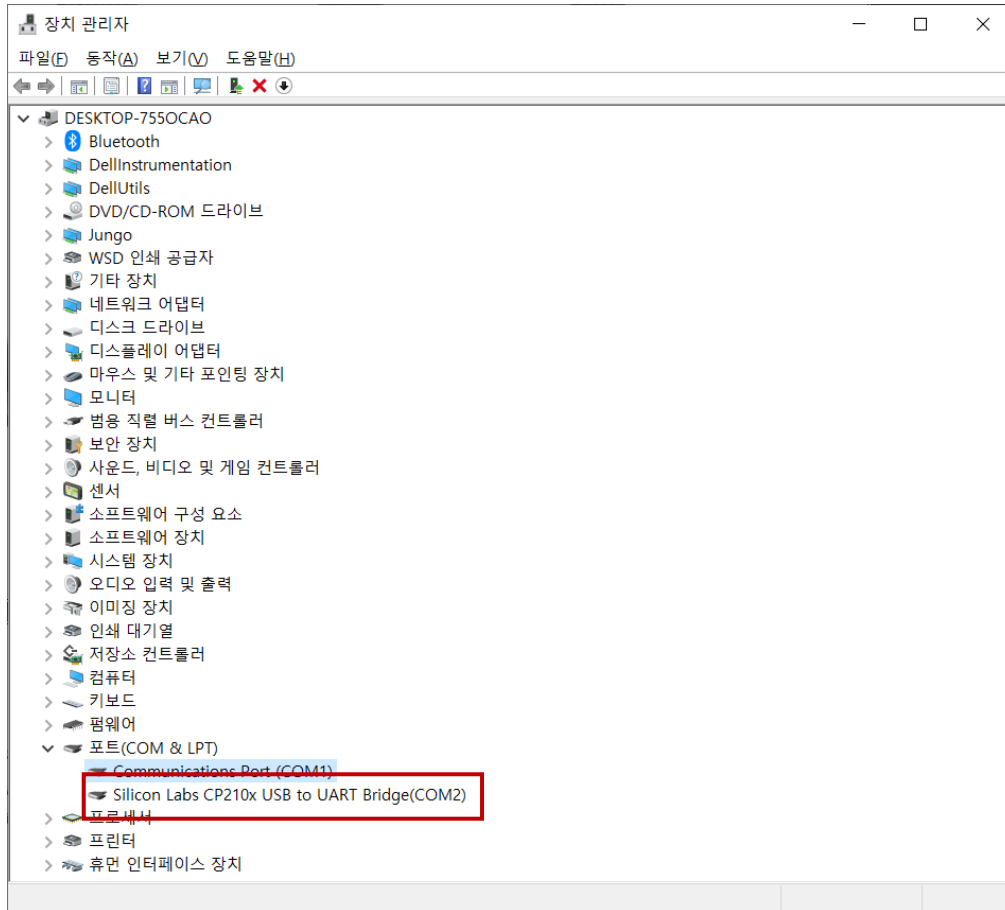 장치 관리자
파일(F) 동작(A) 보기(V) 도움말(H)
DESKTOP-755OCAO
Bluetooth
DellInstrumentation
DellUtils
DVD/CD-ROM 드라이브
Jungo
WSD 인쇄 공급자
기타 장치
네트워크 어댑터
디스크 드라이브
디스플레이 어댑터
마우스 및 기타 포인팅 장치
모니터
범용 직렬 버스 컨트롤러
보안 장치
사운드, 비디오 및 게임 컨트롤러
센서
소프트웨어 구성 요소
소프트웨어 장치
시스템 장치
오디오 입력 및 출력
이미징 장치
인쇄 대기열
저장소 컨트롤러
컴퓨터
키보드
펌웨어
포트(COM & LPT)
Communications Port (COM1)
Silicon Labs CP210x USB to UART Bridge(COM2)
프로세서
프린터
휴먼 인터페이스 장치